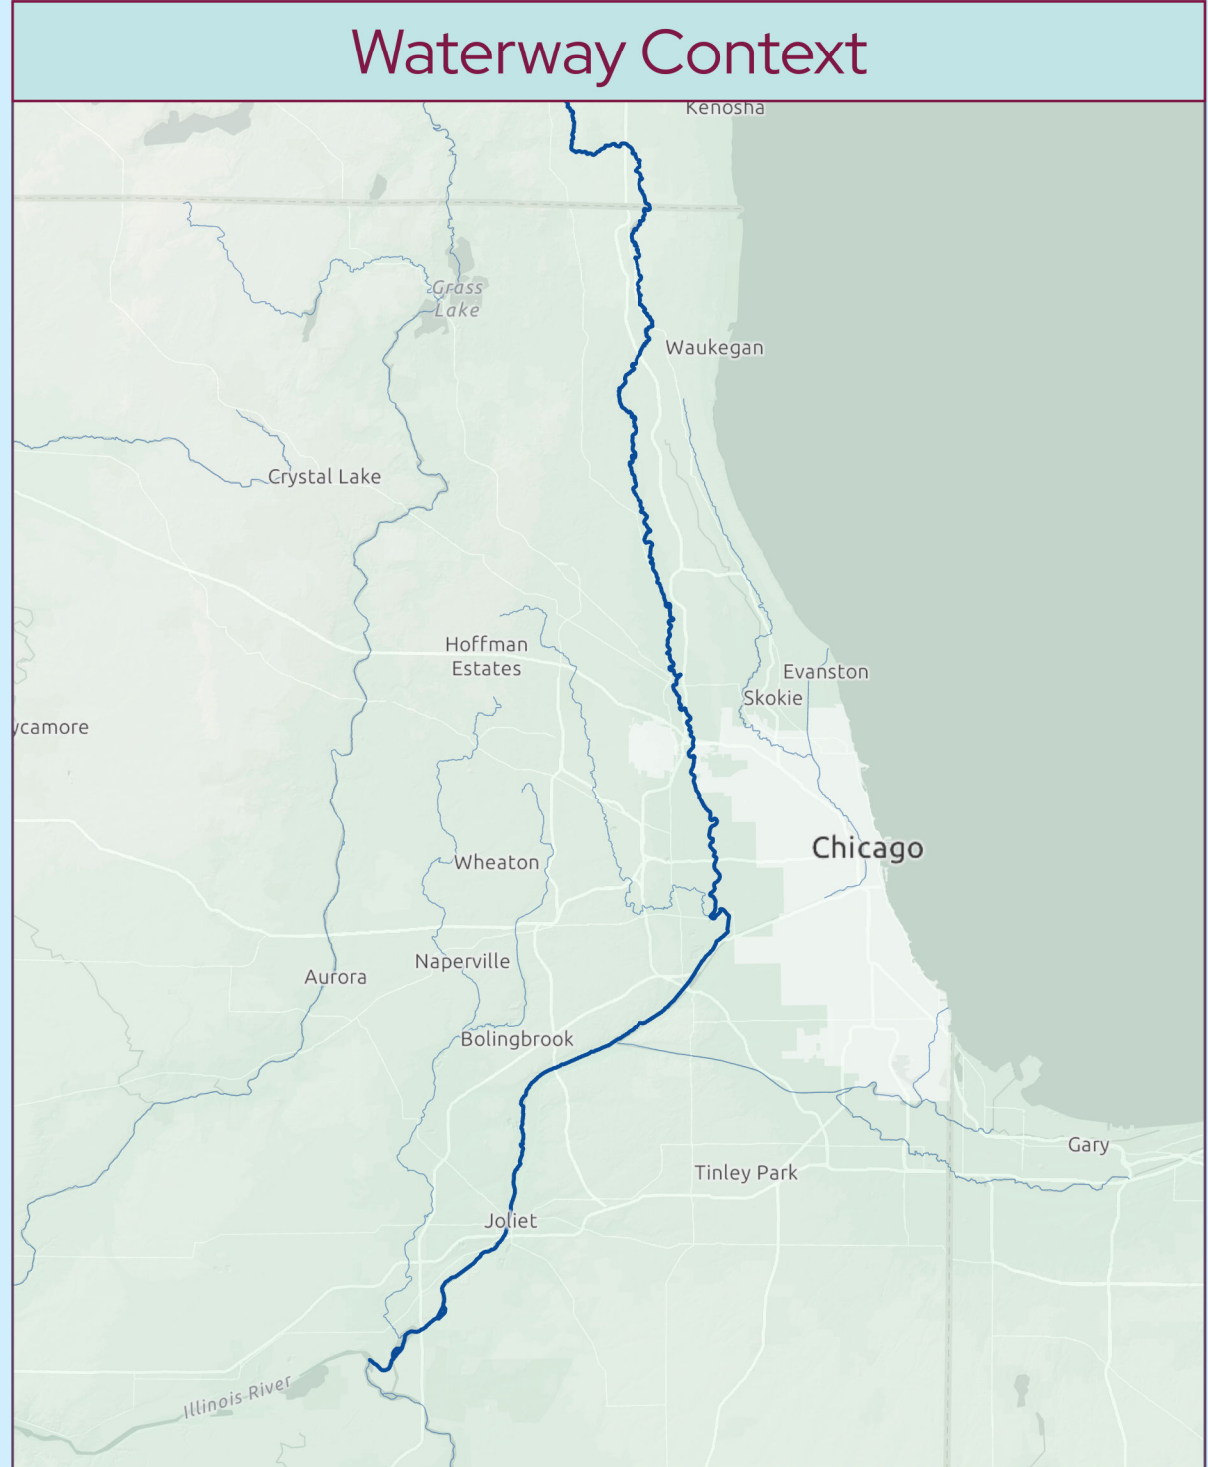 Waterway Context
Kenosha
Grass
Lake
Waukegan
Crystal Lake
Hoffman
Estates
Evanston
Skokie
ycamore
Chicago
Wheaton
Naperville
Aurora
Bolingbrook
Gary
Tinley Park
Joliet
Illinois River